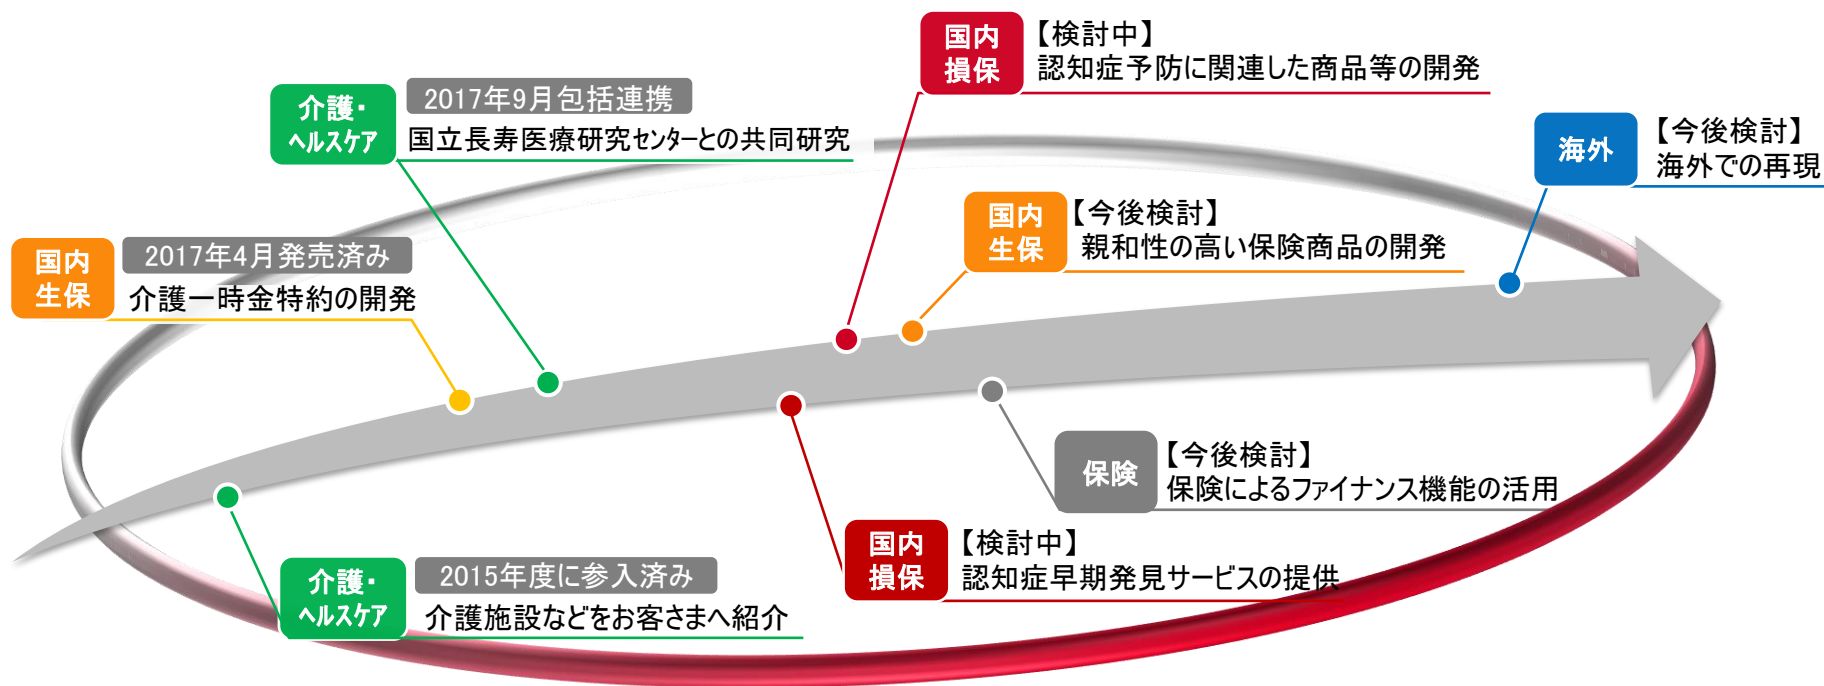 国内
損保
【検討中】
認知症予防に関連した商品等の開発
介護・
ヘルスケア
2017年9月包括連携
国立長寿医療研究センターとの共同研究
海外
【今後検討】
海外での再現
国内
生保
【今後検討】
親和性の高い保険商品の開発
国内
生保
2017年4月発売済み
介護一時金特約の開発
保険
【今後検討】
保険によるファイナンス機能の活用
国内
損保
【検討中】
認知症早期発見サービスの提供
介護・
ヘルスケア
2015年度に参入済み
介護施設などをお客さまへ紹介